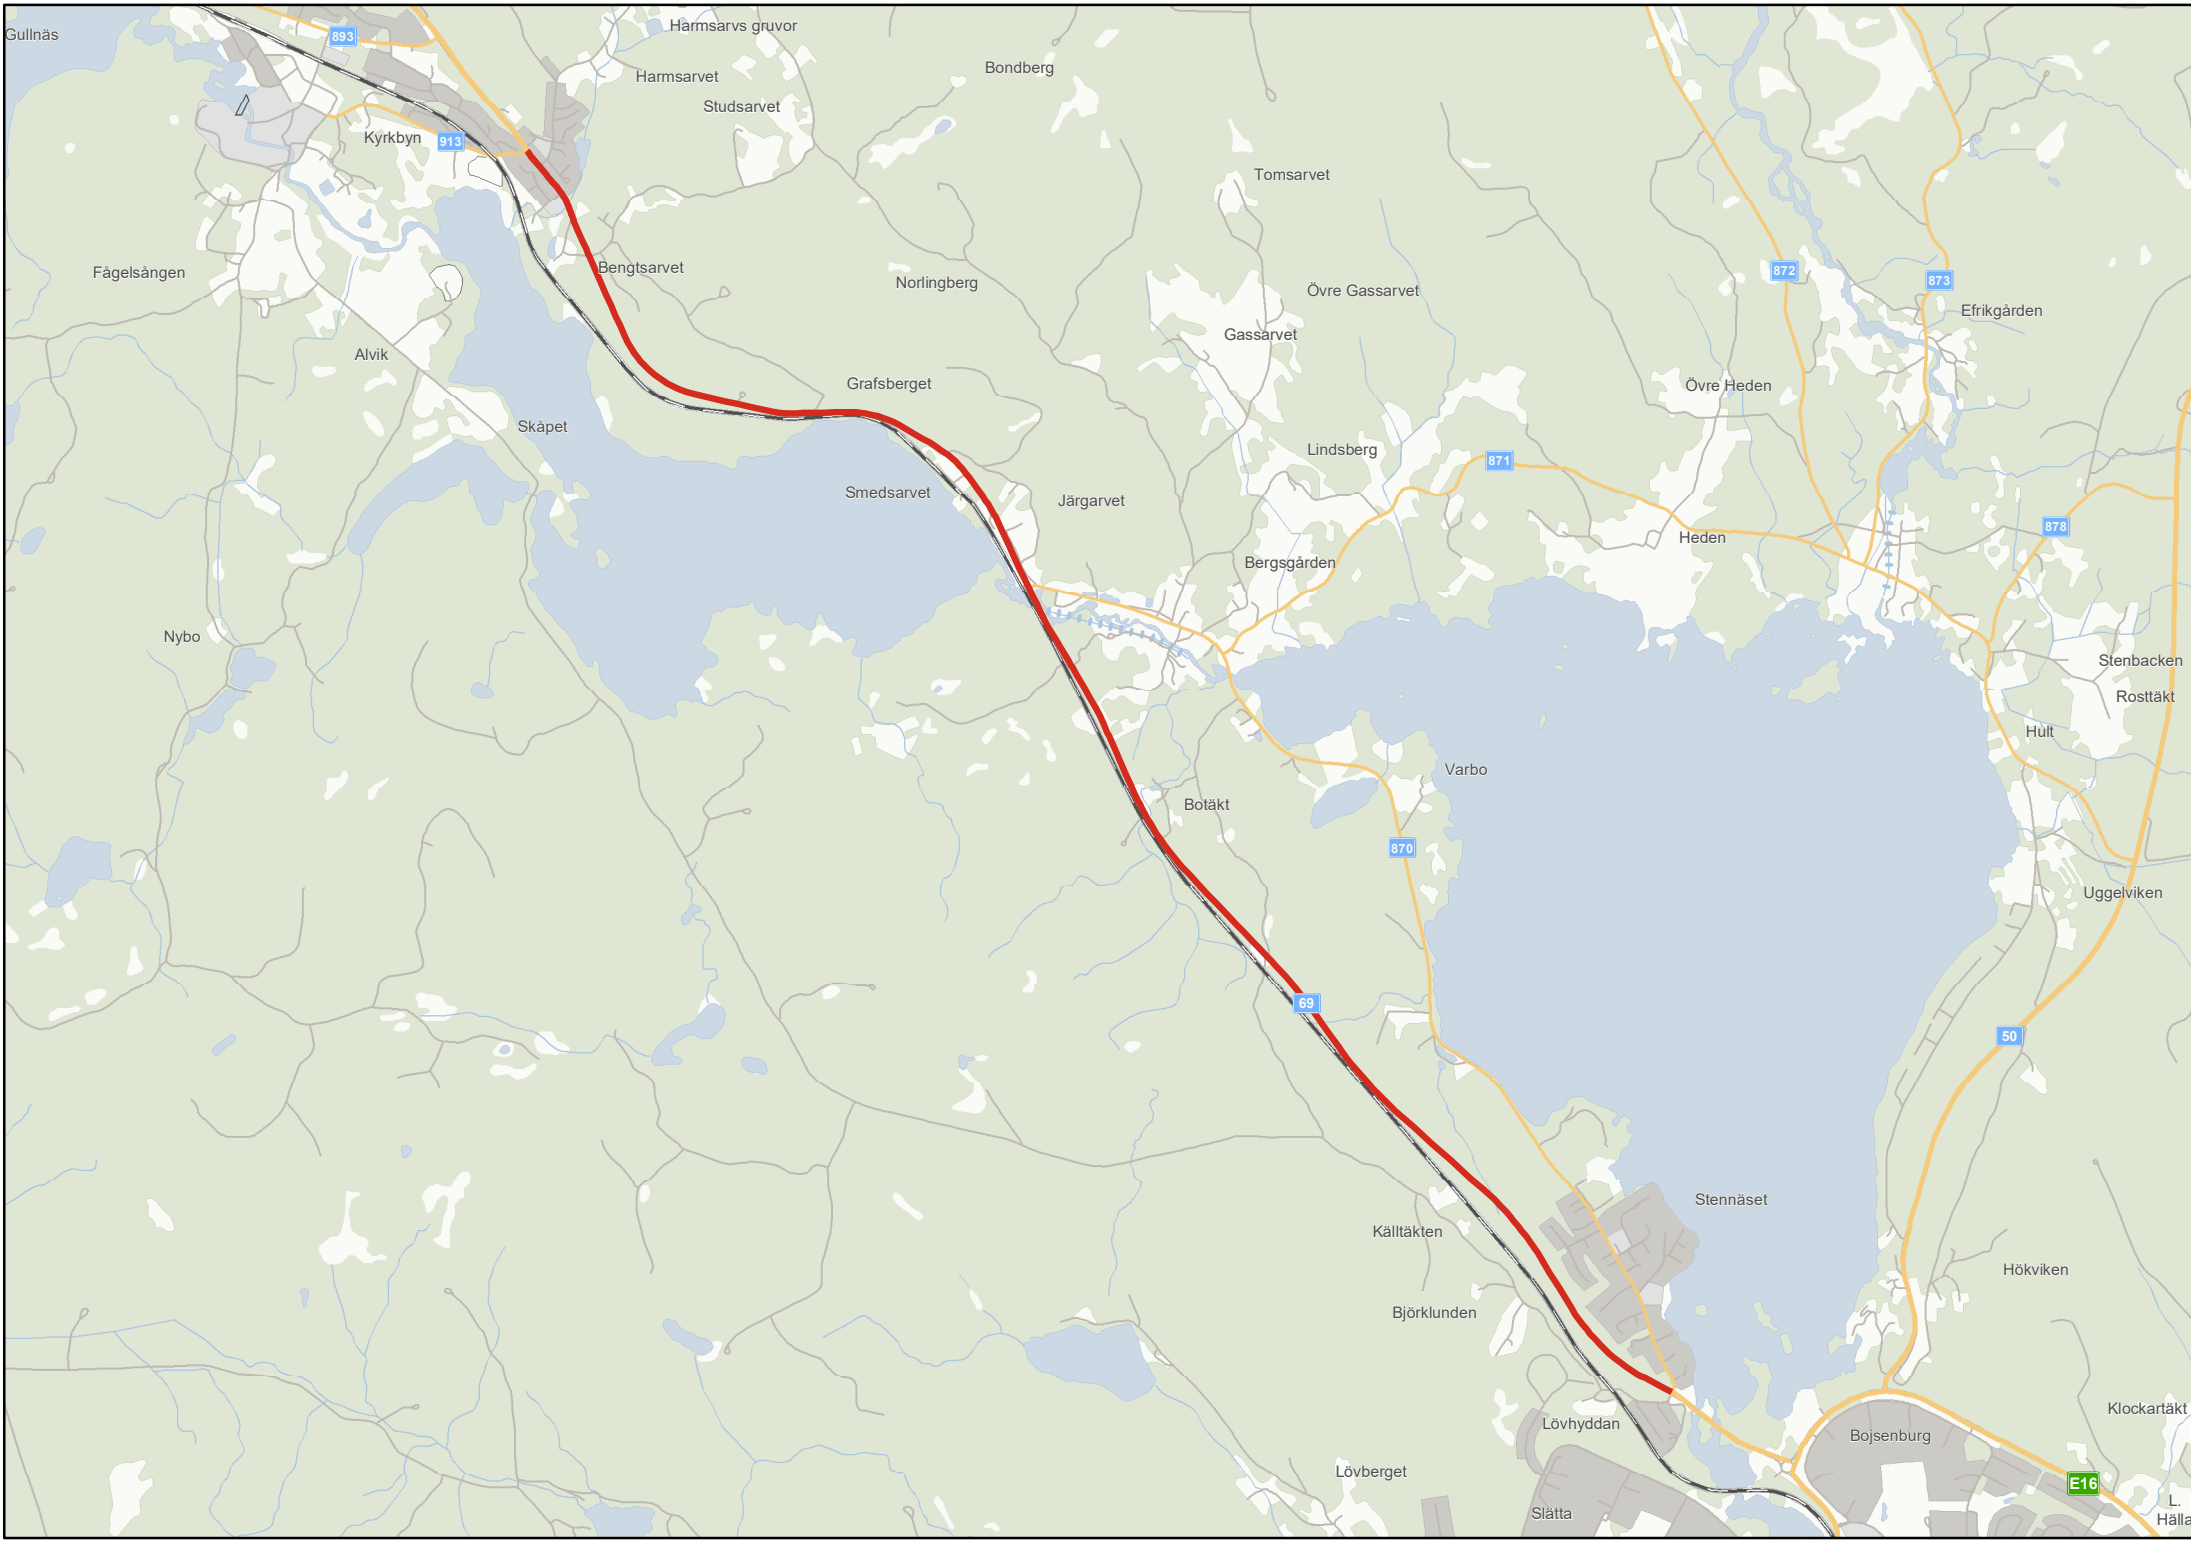 Gullnäs
893
Harmsarvs gruvor
Bondberg
Harmsarvet
Studsarvet
Kyrkbyn
913
Tomsarvet
Fågelsången
Bengtsarvet
Norlingberg
Övre Gassarvet
872
873
Efrikgården
Gassarvet
Alvik
Grafsberget
Övre Heden
Skåpet
Lindsberg
871
Smedsarvet
Järgarvet
878
Heden
Bergsgården
Nybo
Stenbacken
Rosttäkt
Hult
Varbo
Botäkt
870
Uggelviken
69
50
Stennäset
Källtäkten
Hökviken
Björklunden
Klockartäkt
Lövhyddan
Bojsenburg
Lövberget
E16
Slätta
L.
Hälla